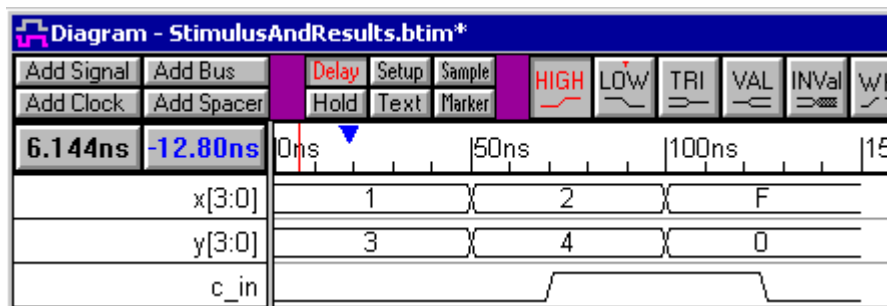 Diagram - StimulusAndResults.btim*
Add Signal Add Bus Delay Setup Sample HIGH LOW TRI VAL INVal
Add Clock Add Spacer Hold Text Marker
6.144ns -12.80ns 0ns 50ns 100ns
x[3:0] 1 2 F
y[3:0] 3 4 0
c_in